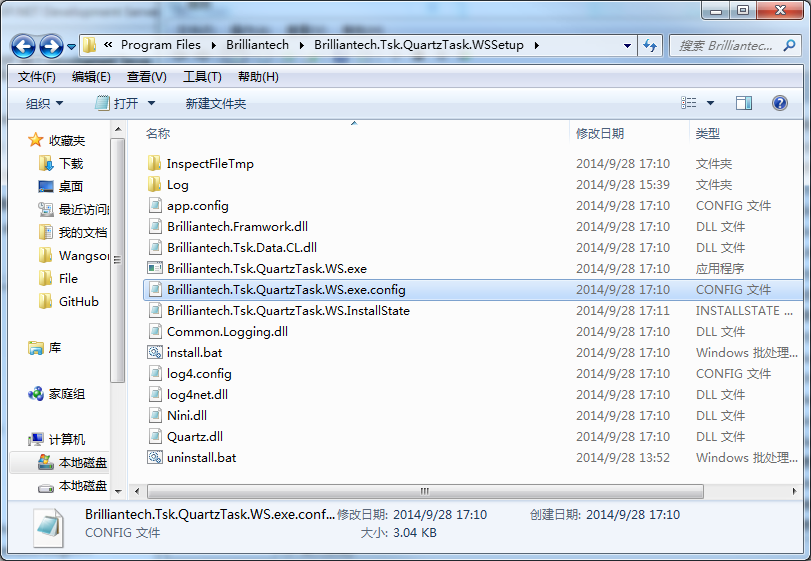 « Program Files Brilliantech Brilliantech.Tsk.QuartzTask.WSSetup 搜索 Brilliantec...
文件(F) 编辑(E) 查看(V) 工具(T) 帮助(H)
组织 打开 新建文件夹
收藏夹
下载
桌面
最近访问
我的文档
Wangson
File
GitHub
库
家庭组
计算机
本地磁盘
本地磁盘
名称 修改日期 类型
InspectFileTmp 2014/9/28 17:10 文件夹
Log 2014/9/28 15:39 文件夹
app.config 2014/9/28 17:10 CONFIG 文件
Brilliantech.Framwork.dll 2014/9/28 17:10 DLL 文件
Brilliantech.Tsk.Data.CL.dll 2014/9/28 17:10 DLL 文件
Brilliantech.Tsk.QuartzTask.WS.exe 2014/9/28 17:10 应用程序
Brilliantech.Tsk.QuartzTask.WS.exe.config 2014/9/28 17:10 CONFIG 文件
Brilliantech.Tsk.QuartzTask.WS.InstallState 2014/9/28 17:11 INSTALLSTATE ...
Common.Logging.dll 2014/9/28 17:10 DLL 文件
install.bat 2014/9/28 17:10 Windows 批处理...
log4.config 2014/9/28 17:10 CONFIG 文件
log4net.dll 2014/9/28 17:10 DLL 文件
Nini.dll 2014/9/28 17:10 DLL 文件
Quartz.dll 2014/9/28 17:10 DLL 文件
uninstall.bat 2014/9/28 13:52 Windows 批处理...
Brilliantech.Tsk.QuartzTask.WS.exe.conf... 修改日期: 2014/9/28 17:10 创建日期: 2014/9/28 17:10
CONFIG 文件 大小: 3.04 KB